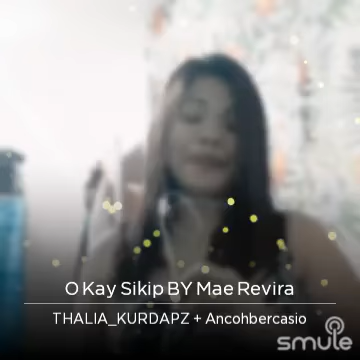 O Kay Sikip BY Mae Revira
THALIA_KURDAPZ + Ancohbercasio
smule